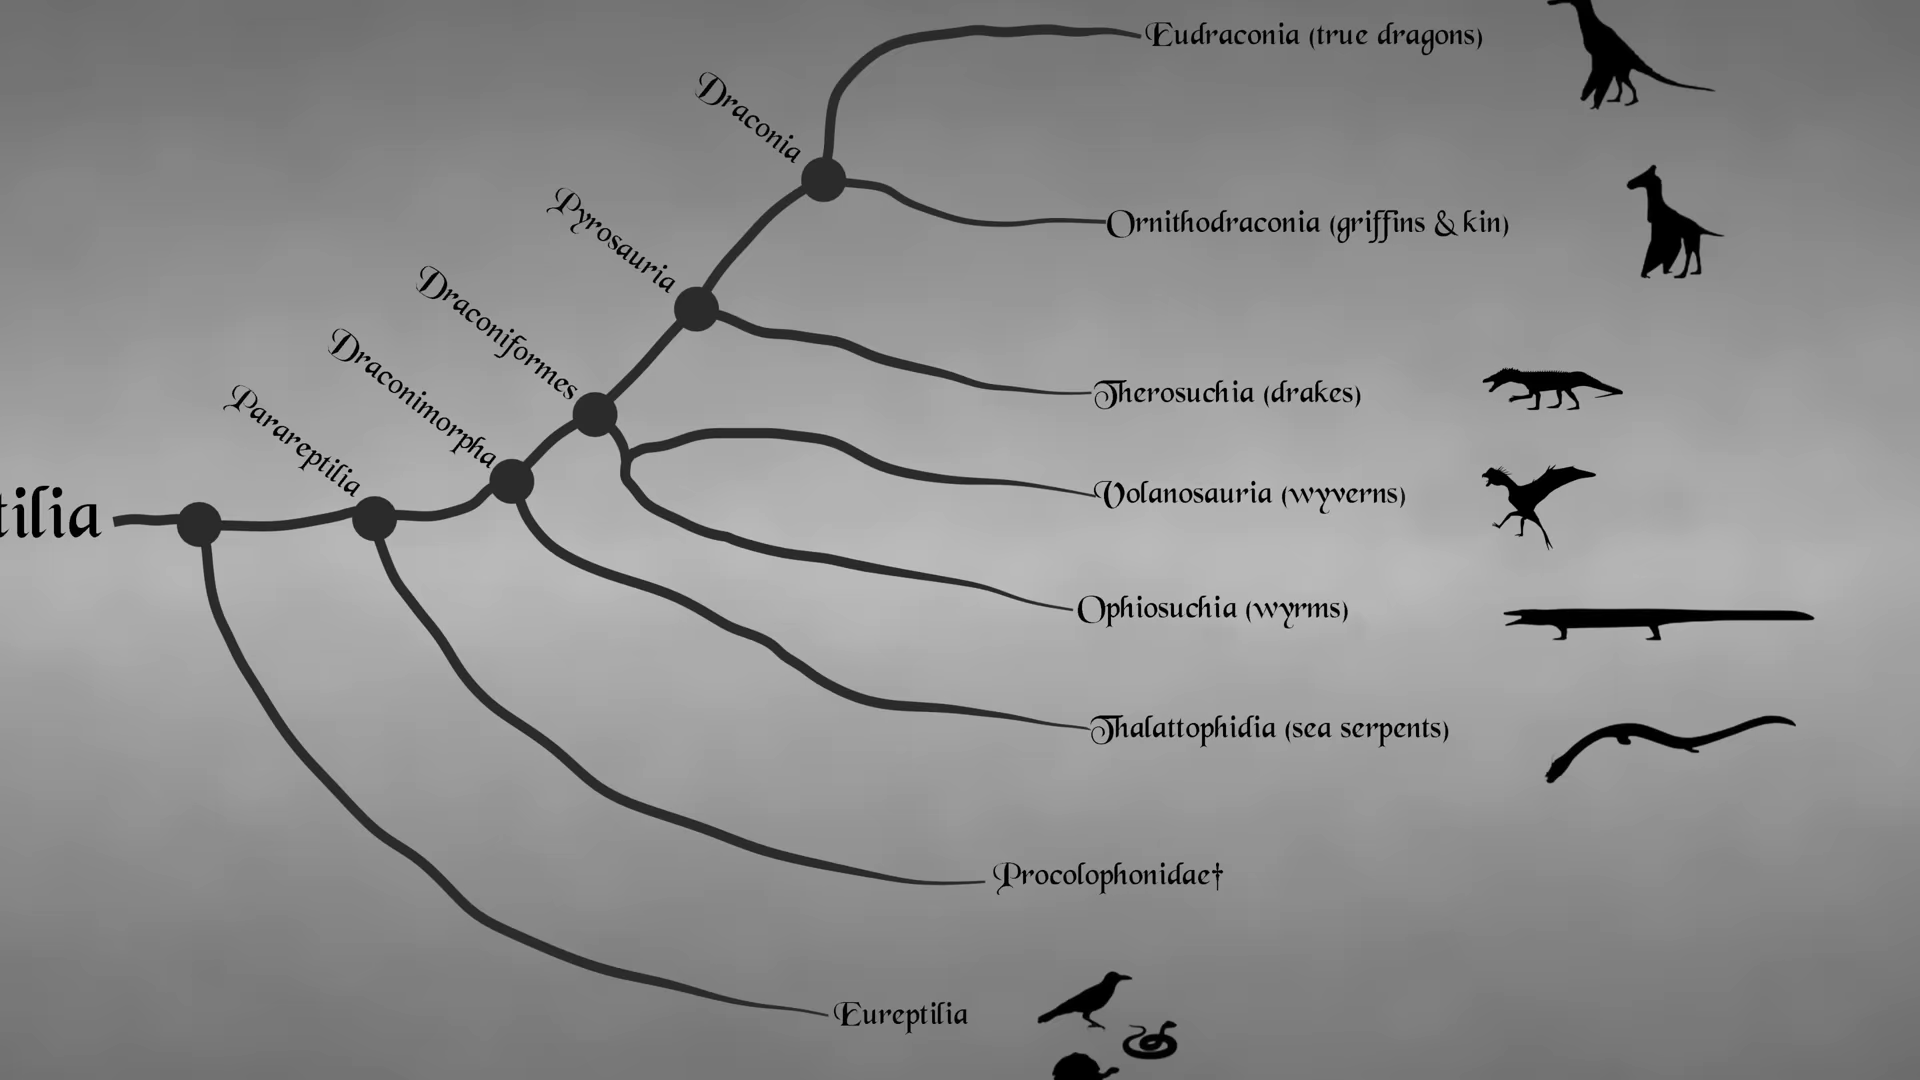 Eudraconia (true dragons)
Draconia
Pyrosauria
Ornithodraconia (griffins & kin)
Draconiformes
Draconimorpha
Therosuchia (drakes)
Parareptilia
Volanosauria (wyverns)
tilia
Ophiosuchia (wyrms)
Thalattophidia (sea serpents)
Procolophonidae†
Eureptilia